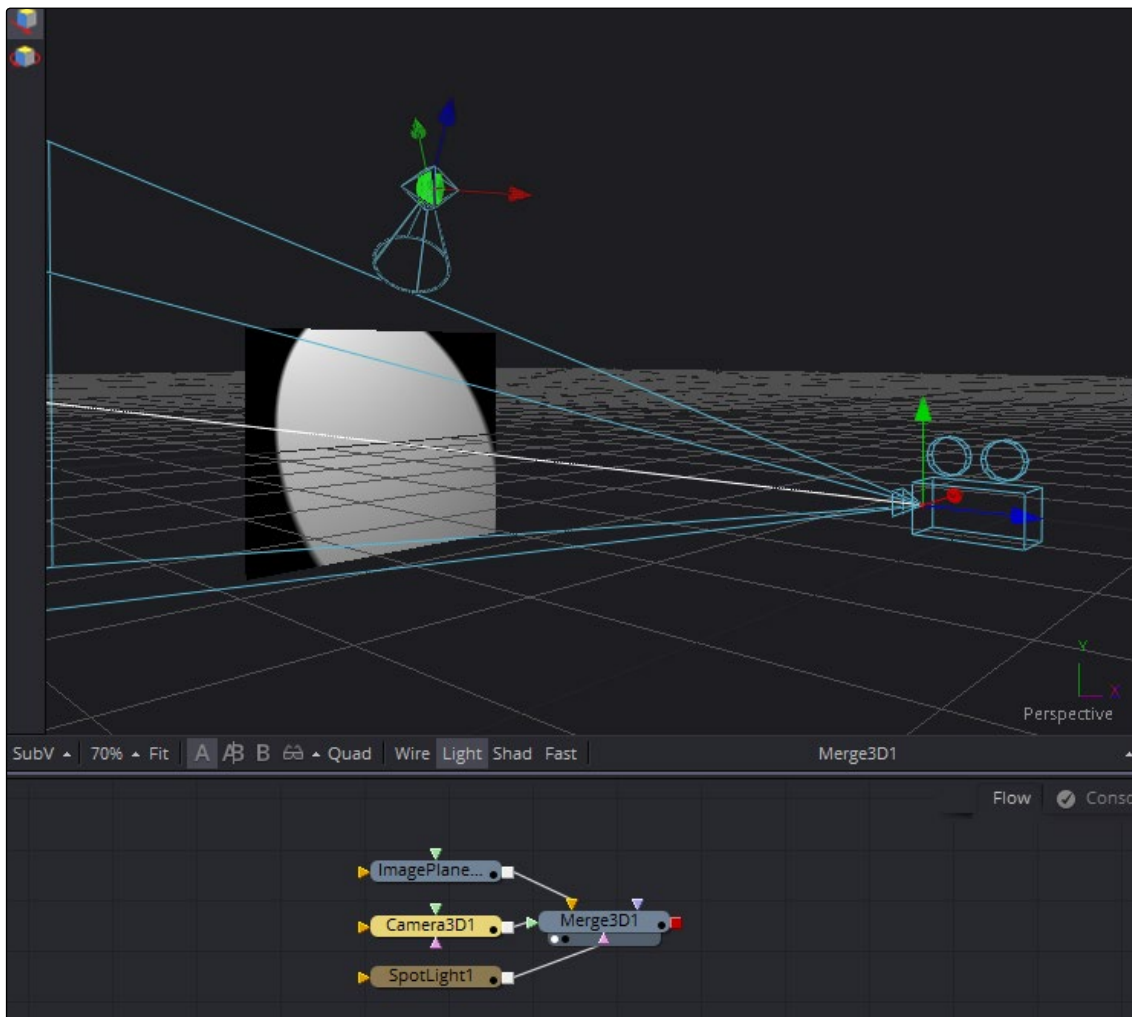 Y
X
Perspective
SubV 70% Fit A A|B B Quad Wire Light Shad Fast Merge3D1
Flow
ImagePlane...
Camera3D1
Merge3D1
SpotLight1